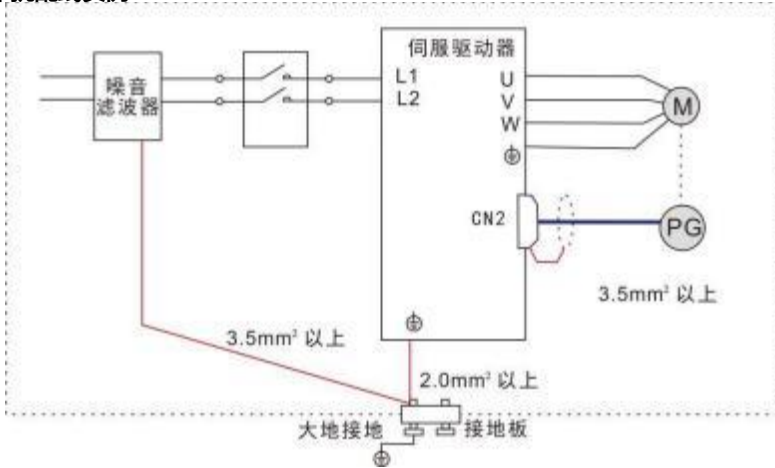 伺服驱动器
噪音
滤波器
L1
L2
U
V
W
M
CN2
PG
3.5mm² 以上
3.5mm² 以上
2.0mm² 以上
大地接地
接地板